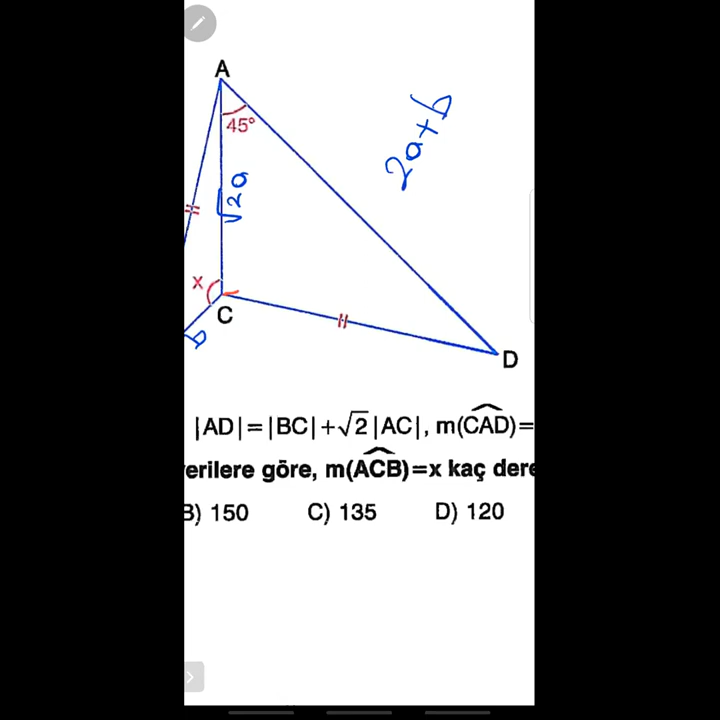 A
45°
2a+b
√2a
x
C
b
D
|AD|=|BC|+√2|AC|, m(CAD)=
erilere göre, m(ACB)=x kaç dere
B) 150 C) 135 D) 120